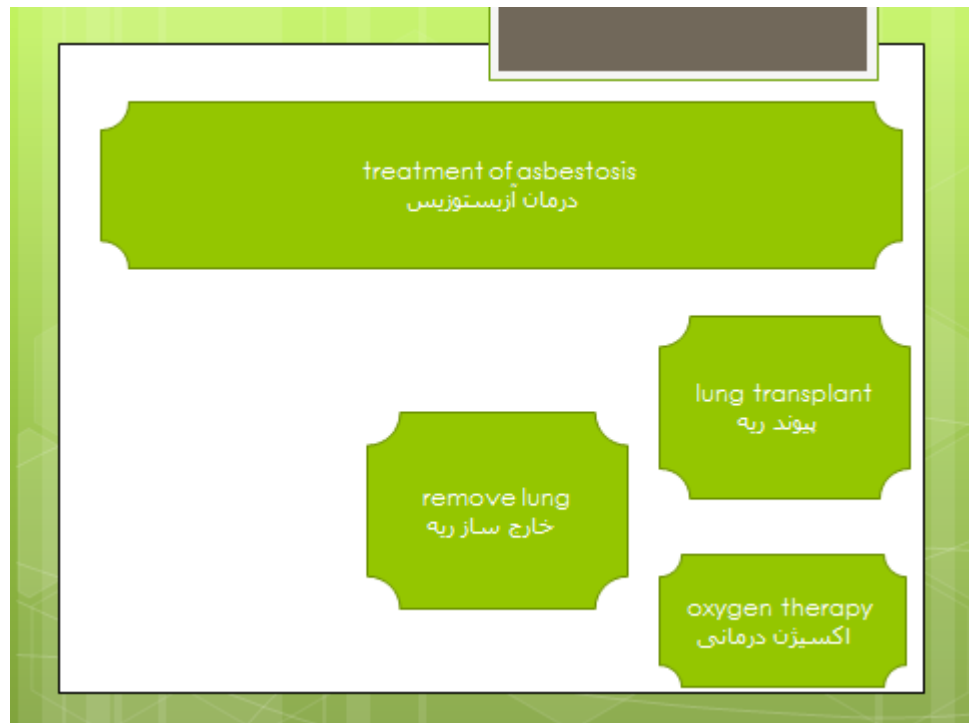 treatment of asbestosis
درمان آزبستوزیس
lung transplant
پیوند ریه
remove lung
خارج ساز ریه
oxygen therapy
اکسیژن درمانی